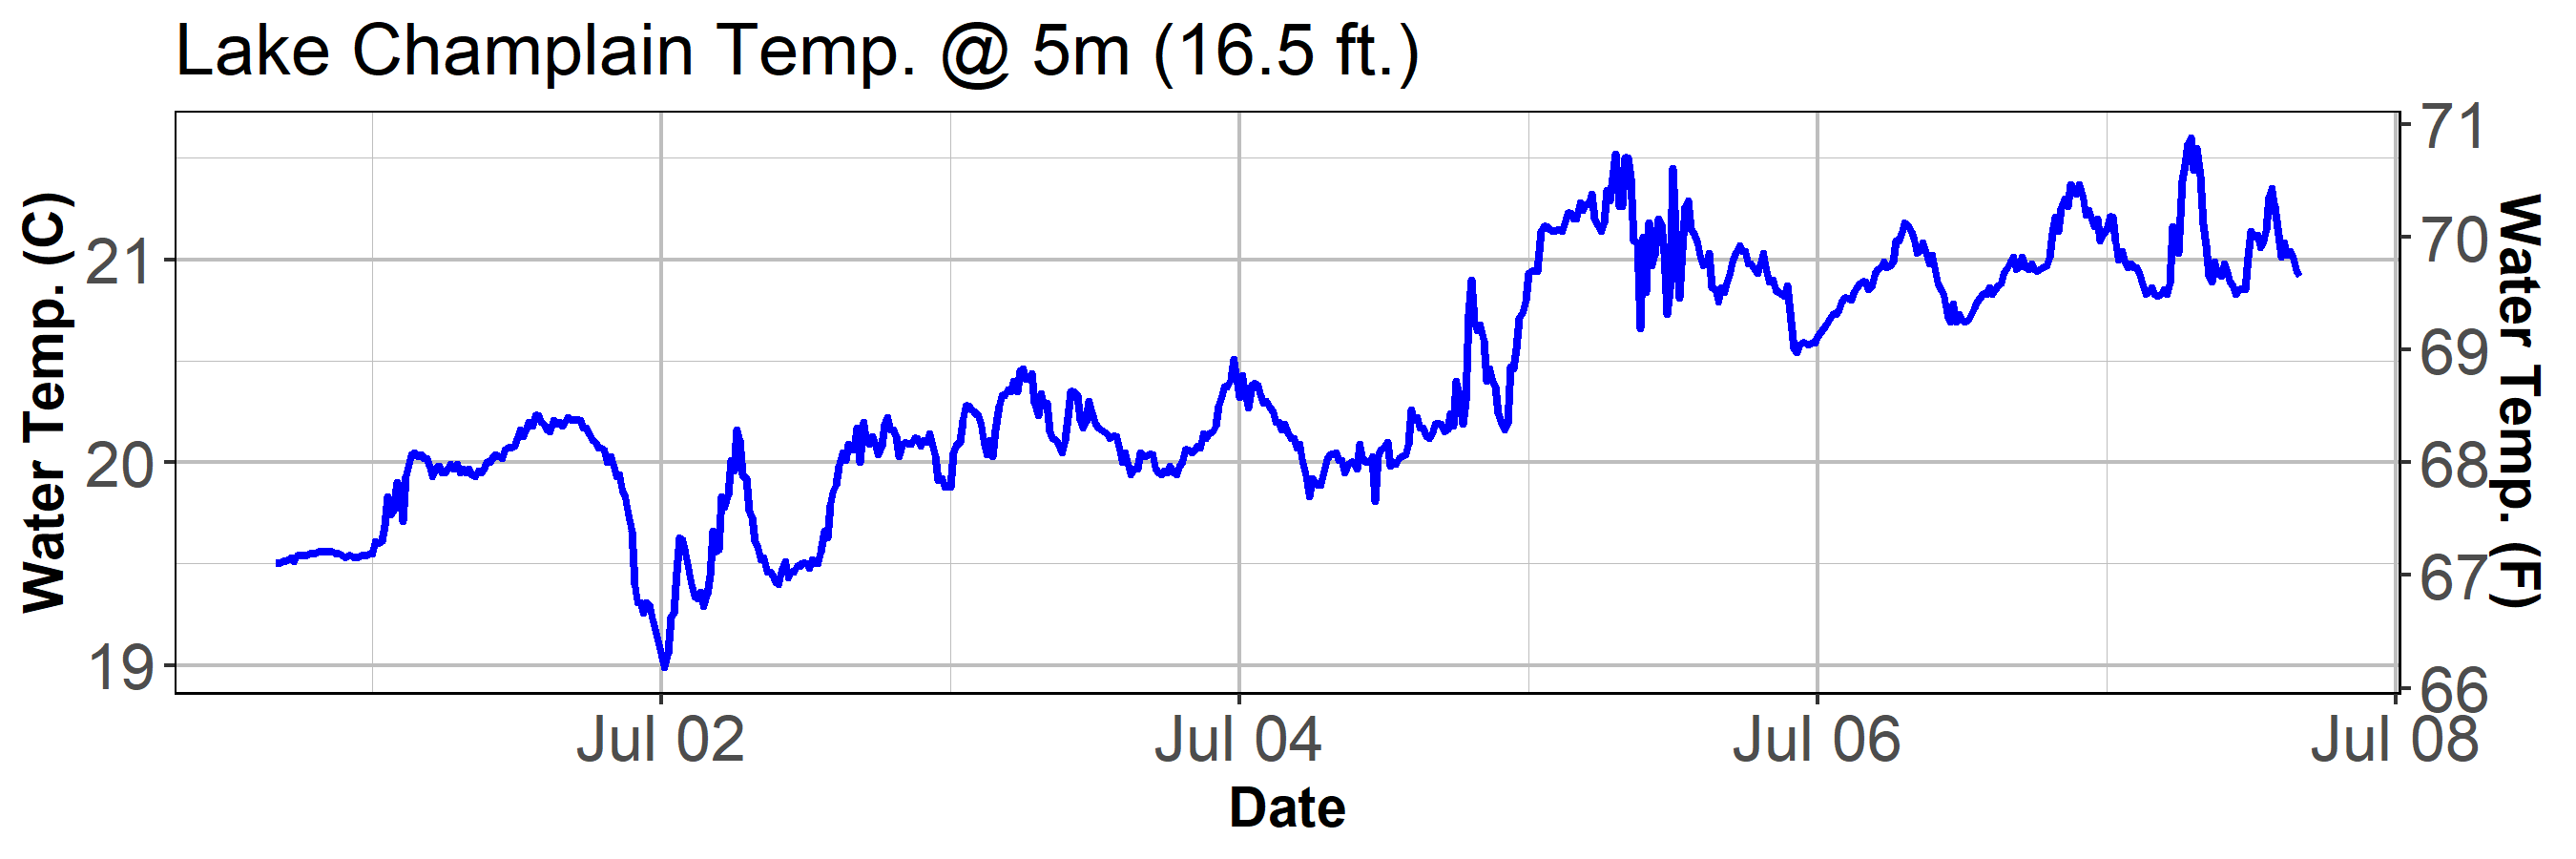 Lake Champlain Temp. @ 5m (16.5 ft.)
Water Temp. (C)
21
20
19
71
70
69
68
67
66
Water Temp. (F)
Jul 02 Jul 04 Jul 06 Jul 08
Date